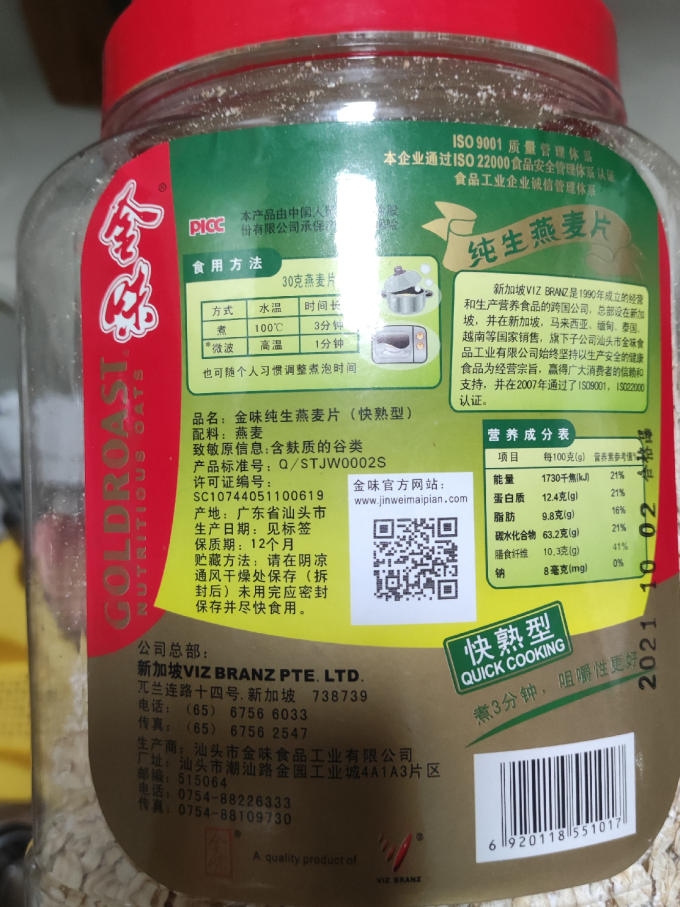 ISO 9001 质量管理体系
本企业通过ISO 22000食品安全管理体系认证
食品工业企业诚信管理体系
金味®
GOLDROAST®
NUTRITIOUS OATS
PICC
本产品由中国人 险股
份有限公司承保 险
纯生燕麦片
食用方法
30克燕麦片
方式 水温 时间长
煮 100℃ 3分钟
*微波 高温 1分钟
也可随个人习惯调整煮泡时间
新加坡VIZ BRANZ是1990年成立的经营
和生产营养食品的跨国公司,总部设在新加
坡,并在新加坡,马来西亚、缅甸、泰国、
越南等国家销售,旗下子公司汕头市金味食
品工业有限公司始终坚持以生产安全的健康
食品为经营宗旨,赢得广大消费者的信赖和
支持,并在2007年通过了ISO9001,ISO22000
认证。
品名:金味纯生燕麦片(快熟型)
配料:燕麦
致敏原信息:含麸质的谷类
产品标准号:Q/STJW0002S
许可证编号:
SC10744051100619
产地:广东省汕头市
生产日期:见标签
保质期:12个月
贮藏方法:请在阴凉
通风干燥处保存(拆
封后)未用完应密封
保存并尽快食用。
金味官方网站:
www.jinweimaipian.com
营养成分表
项目 每100克(g) 营养素参考值%
能量 1730千焦(kJ) 21%
蛋白质 12.4克(g) 21%
脂肪 9.8克(g) 16%
碳水化合物 63.2克(g) 21%
膳食纤维 10.3克(g) 41%
钠 8毫克(mg) 0%
2021 10 02 合格
快熟型
QUICK COOKING
煮3分钟,咀嚼性更好
公司总部:
新加坡VIZ BRANZ PTE. LTD.
瓦兰连路十四号.新加坡 738739
电话:(65) 6756 6033
传真:(65) 6756 2547
生产商:汕头市金味食品工业有限公司
厂址:汕头市潮汕路金园工业城4A1A3片区
邮编:515064
电话:0754-88226333
传真:0754-88109730
金味®
A quality product of
VIZ BRANZ
®
6 920118 551017